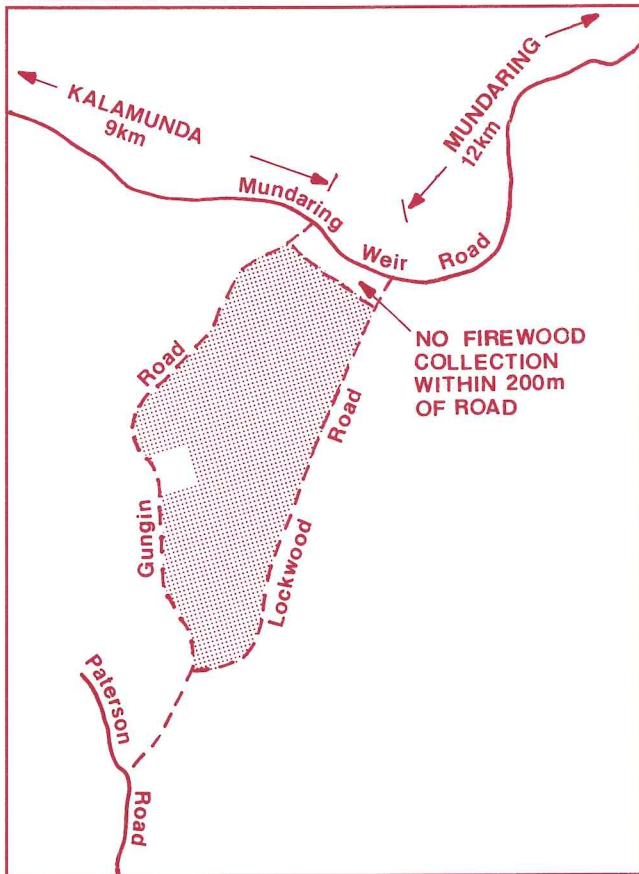 KALAMUNDA
9km
MUNDARING
12km
Mundaring Weir Road
NO FIREWOOD
COLLECTION
WITHIN 200m
OF ROAD
Gungin Road
Lockwood Road
Paterson Road